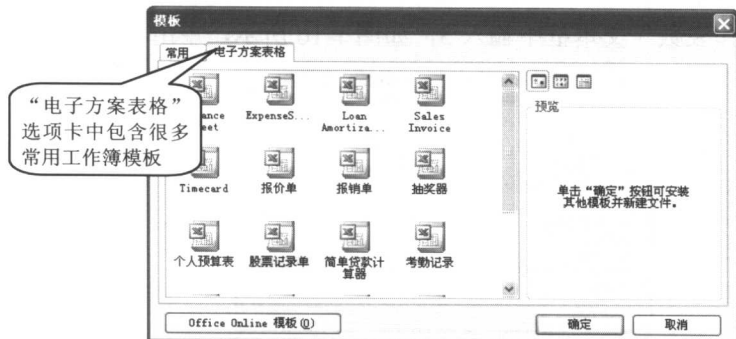 模板
常用
电子方案表格
“电子方案表格”
选项卡中包含很多
常用工作簿模板
ExpenseS...
Loan
Amortiza...
Sales
Invoice
Timecard
报价单
报销单
抽奖器
个人预算表
股票记录单
简单贷款计
算器
考勤记录
预览
单击“确定”按钮可安装
其他模板并新建文件。
Office Online 模板(Q)
确定
取消